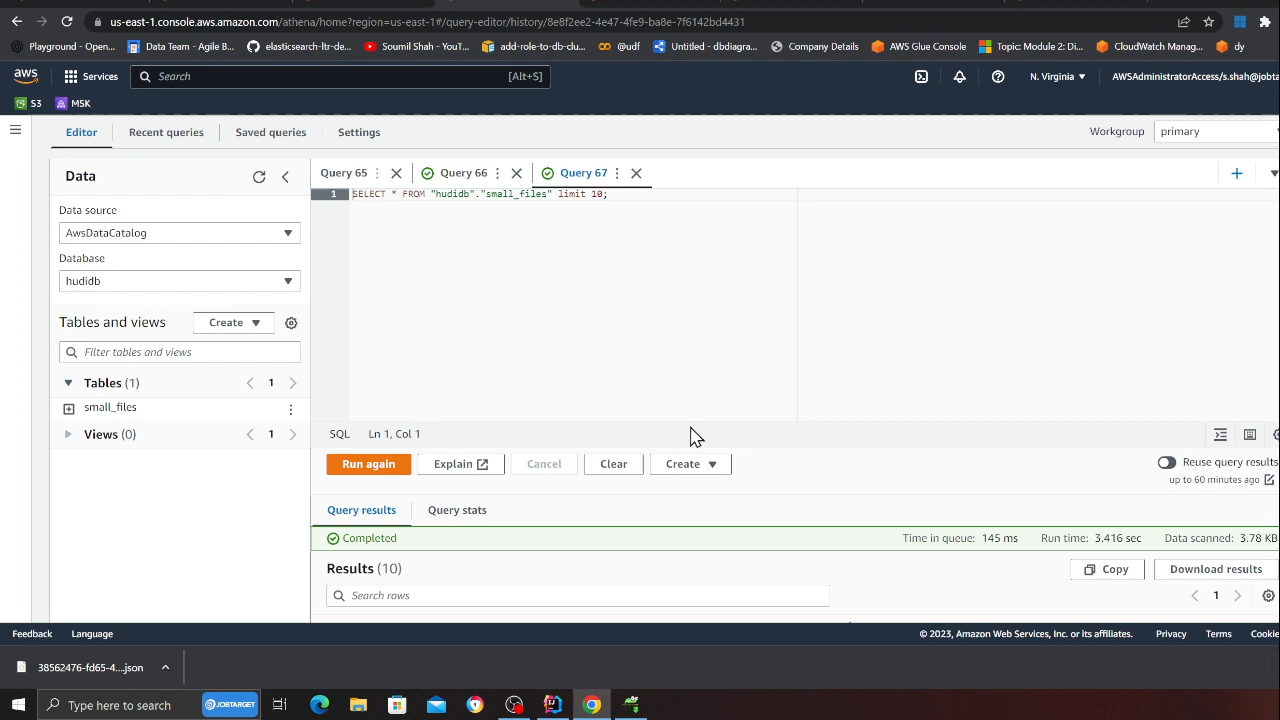 us-east-1.console.aws.amazon.com/athena/home?region=us-east-1#/query-editor/history/8e8f2ee2-4e47-4fe9-ba8e-7f6142bd4431
Playground - Open... Data Team - Agile B... elasticsearch-ltr-de... Soumil Shah - YouT... add-role-to-db-clu... @udf Untitled - dbdiagra... Company Details AWS Glue Console Topic: Module 2: Di... CloudWatch Manag... dy
aws Services Search [Alt+S] N. Virginia AWSAdministratorAccess/s.shah@jobta
S3 MSK
Editor Recent queries Saved queries Settings Workgroup primary
Data Query 65 Query 66 Query 67
1 SELECT * FROM "hudidb"."small_files" limit 10;
Data source
AwsDataCatalog
Database
hudidb
Tables and views Create
Filter tables and views
Tables (1) 1
small_files
Views (0) 1
SQL Ln 1, Col 1
Run again Explain Cancel Clear Create Reuse query results
up to 60 minutes ago
Query results Query stats
Completed Time in queue: 145 ms Run time: 3.416 sec Data scanned: 3.78 KB
Results (10) Copy Download results
Search rows 1
Feedback Language © 2023, Amazon Web Services, Inc. or its affiliates. Privacy Terms Cookie
38562476-fd65-4....json
Type here to search JOBTARGET